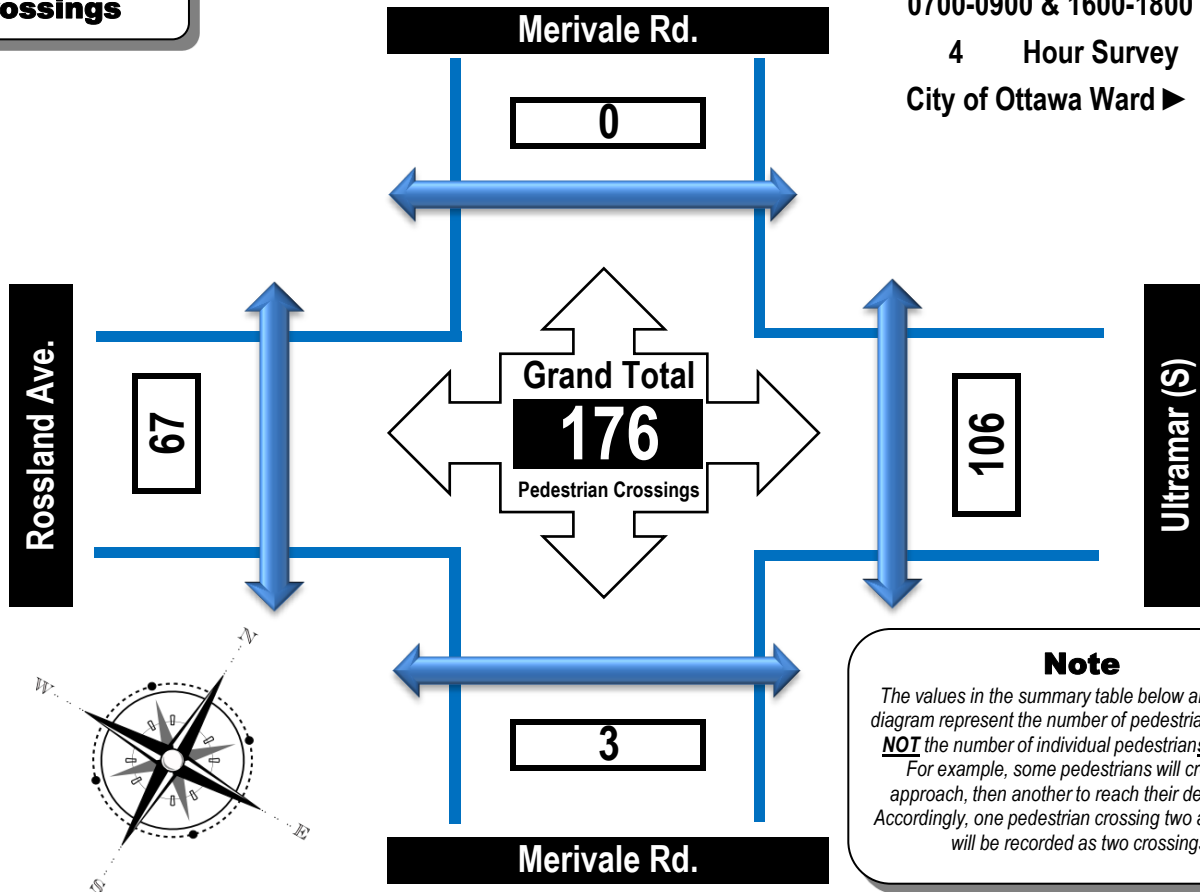 ossings
Merivale Rd.
0700-0900 & 1600-1800
4 Hour Survey
City of Ottawa Ward ►
0
Rossland Ave.
67
Grand Total
176
Pedestrian Crossings
106
Ultramar (S)
N
W
E
S
3
Merivale Rd.
Note
The values in the summary table below a
diagram represent the number of pedestria
NOT the number of individual pedestrians
For example, some pedestrians will cr
approach, then another to reach their de
Accordingly, one pedestrian crossing two a
will be recorded as two crossings